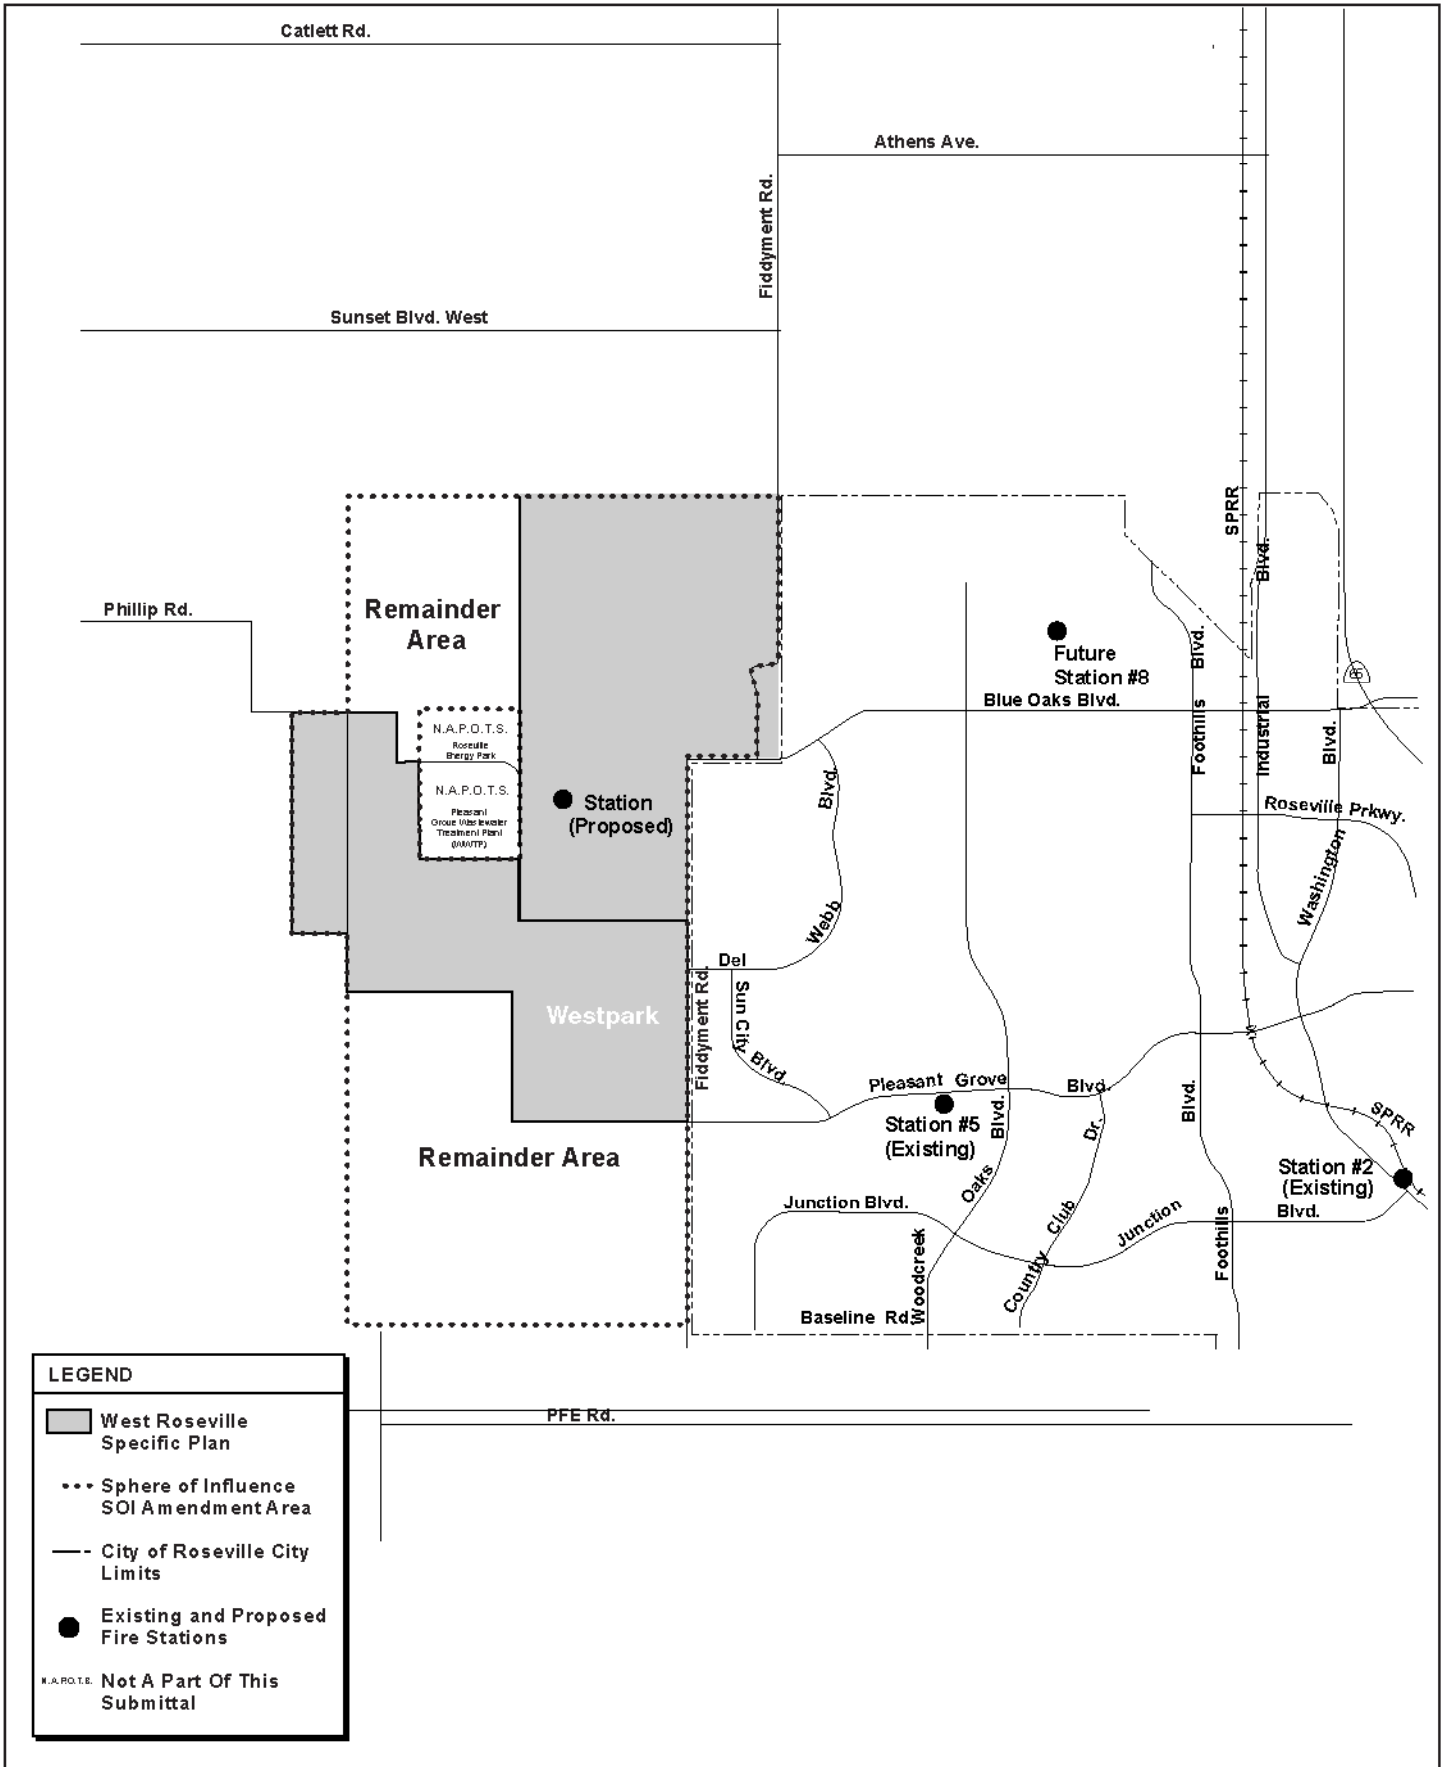 Catlett Rd.
Athens Ave.
Fiddyment Rd.
Sunset Blvd. West
SPRR
Blvd.
Remainder
Area
Phillip Rd.
Future
Station #8
Blvd.
65
Blue Oaks Blvd.
Foothills
Industrial
Blvd.
N.A.P.O.T.S.
Roseville
Energy Park
N.A.P.O.T.S.
Pleasant
Grove Wastewater
Treatment Plant
(WWTP)
Station
(Proposed)
Blvd.
Roseville Prkwy.
Washington
Webb
Del
Fiddyment Rd.
Sun City
Blvd.
Westpark
Pleasant Grove
Blvd.
Station #5
(Existing)
Blvd.
Dr.
Blvd.
SPRR
Remainder Area
Station #2
(Existing)
Oaks
Junction Blvd.
Club
Junction
Blvd.
Foothills
Woodcreek
Country
Baseline Rd.
PFE Rd.
LEGEND
West Roseville
Specific Plan
Sphere of Influence
SOI Amendment Area
City of Roseville City
Limits
Existing and Proposed
Fire Stations
N.A.P.O.T.S.
Not A Part Of This
Submittal